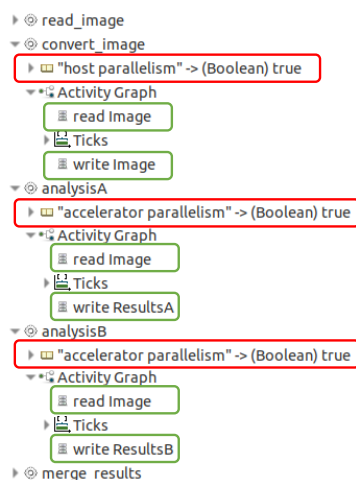 read_image
convert_image
"host parallelism" -> (Boolean) true
Activity Graph
read Image
Ticks
write Image
analysisA
"accelerator parallelism" -> (Boolean) true
Activity Graph
read Image
Ticks
write ResultsA
analysisB
"accelerator parallelism" -> (Boolean) true
Activity Graph
read Image
Ticks
write ResultsB
merge_results